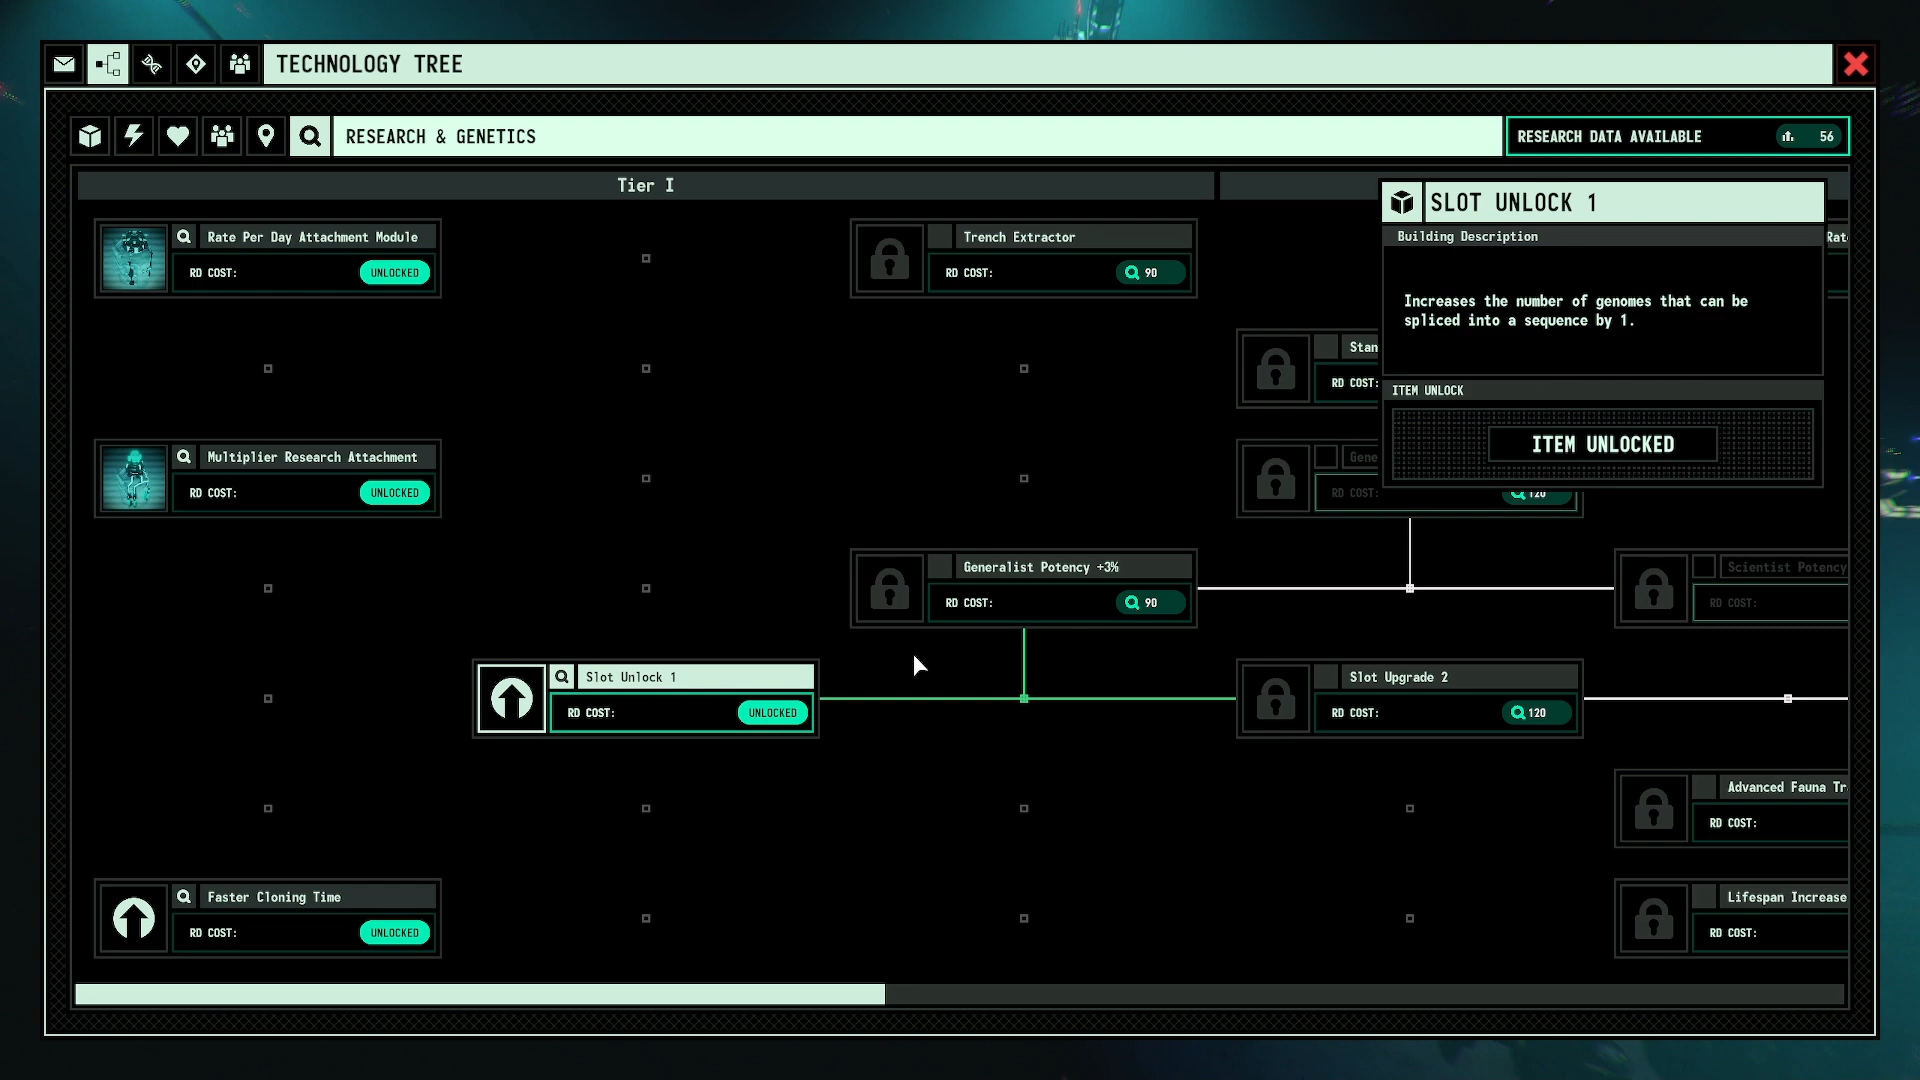 TECHNOLOGY TREE
RESEARCH & GENETICS
RESEARCH DATA AVAILABLE 56
Tier I
Rate Per Day Attachment Module
RD COST: UNLOCKED
Trench Extractor
RD COST: 90
SLOT UNLOCK 1
Building Description
Increases the number of genomes that can be
spliced into a sequence by 1.
ITEM UNLOCK
ITEM UNLOCKED
Rat
Stan
RD COST:
Multiplier Research Attachment
RD COST: UNLOCKED
Gene
RD COST: 120
Generalist Potency +3%
RD COST: 90
Scientist Potency
RD COST:
Slot Unlock 1
RD COST: UNLOCKED
Slot Upgrade 2
RD COST: 120
Advanced Fauna Tr
RD COST:
Faster Cloning Time
RD COST: UNLOCKED
Lifespan Increase
RD COST: